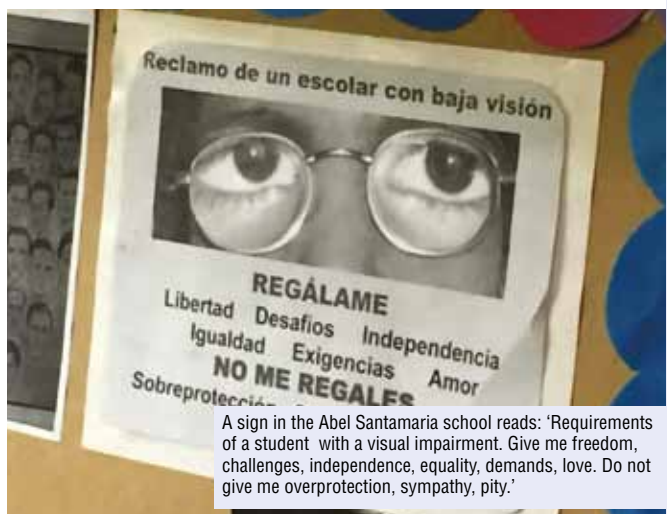 Reclamo de un escolar con baja visión
REGÁLAME
Libertad Desafios Independencia
Igualdad Exigencias Amor
NO ME REGALES
Sobreprotección
A sign in the Abel Santamaria school reads: ‘Requirements
of a student with a visual impairment. Give me freedom,
challenges, independence, equality, demands, love. Do not
give me overprotection, sympathy, pity.’